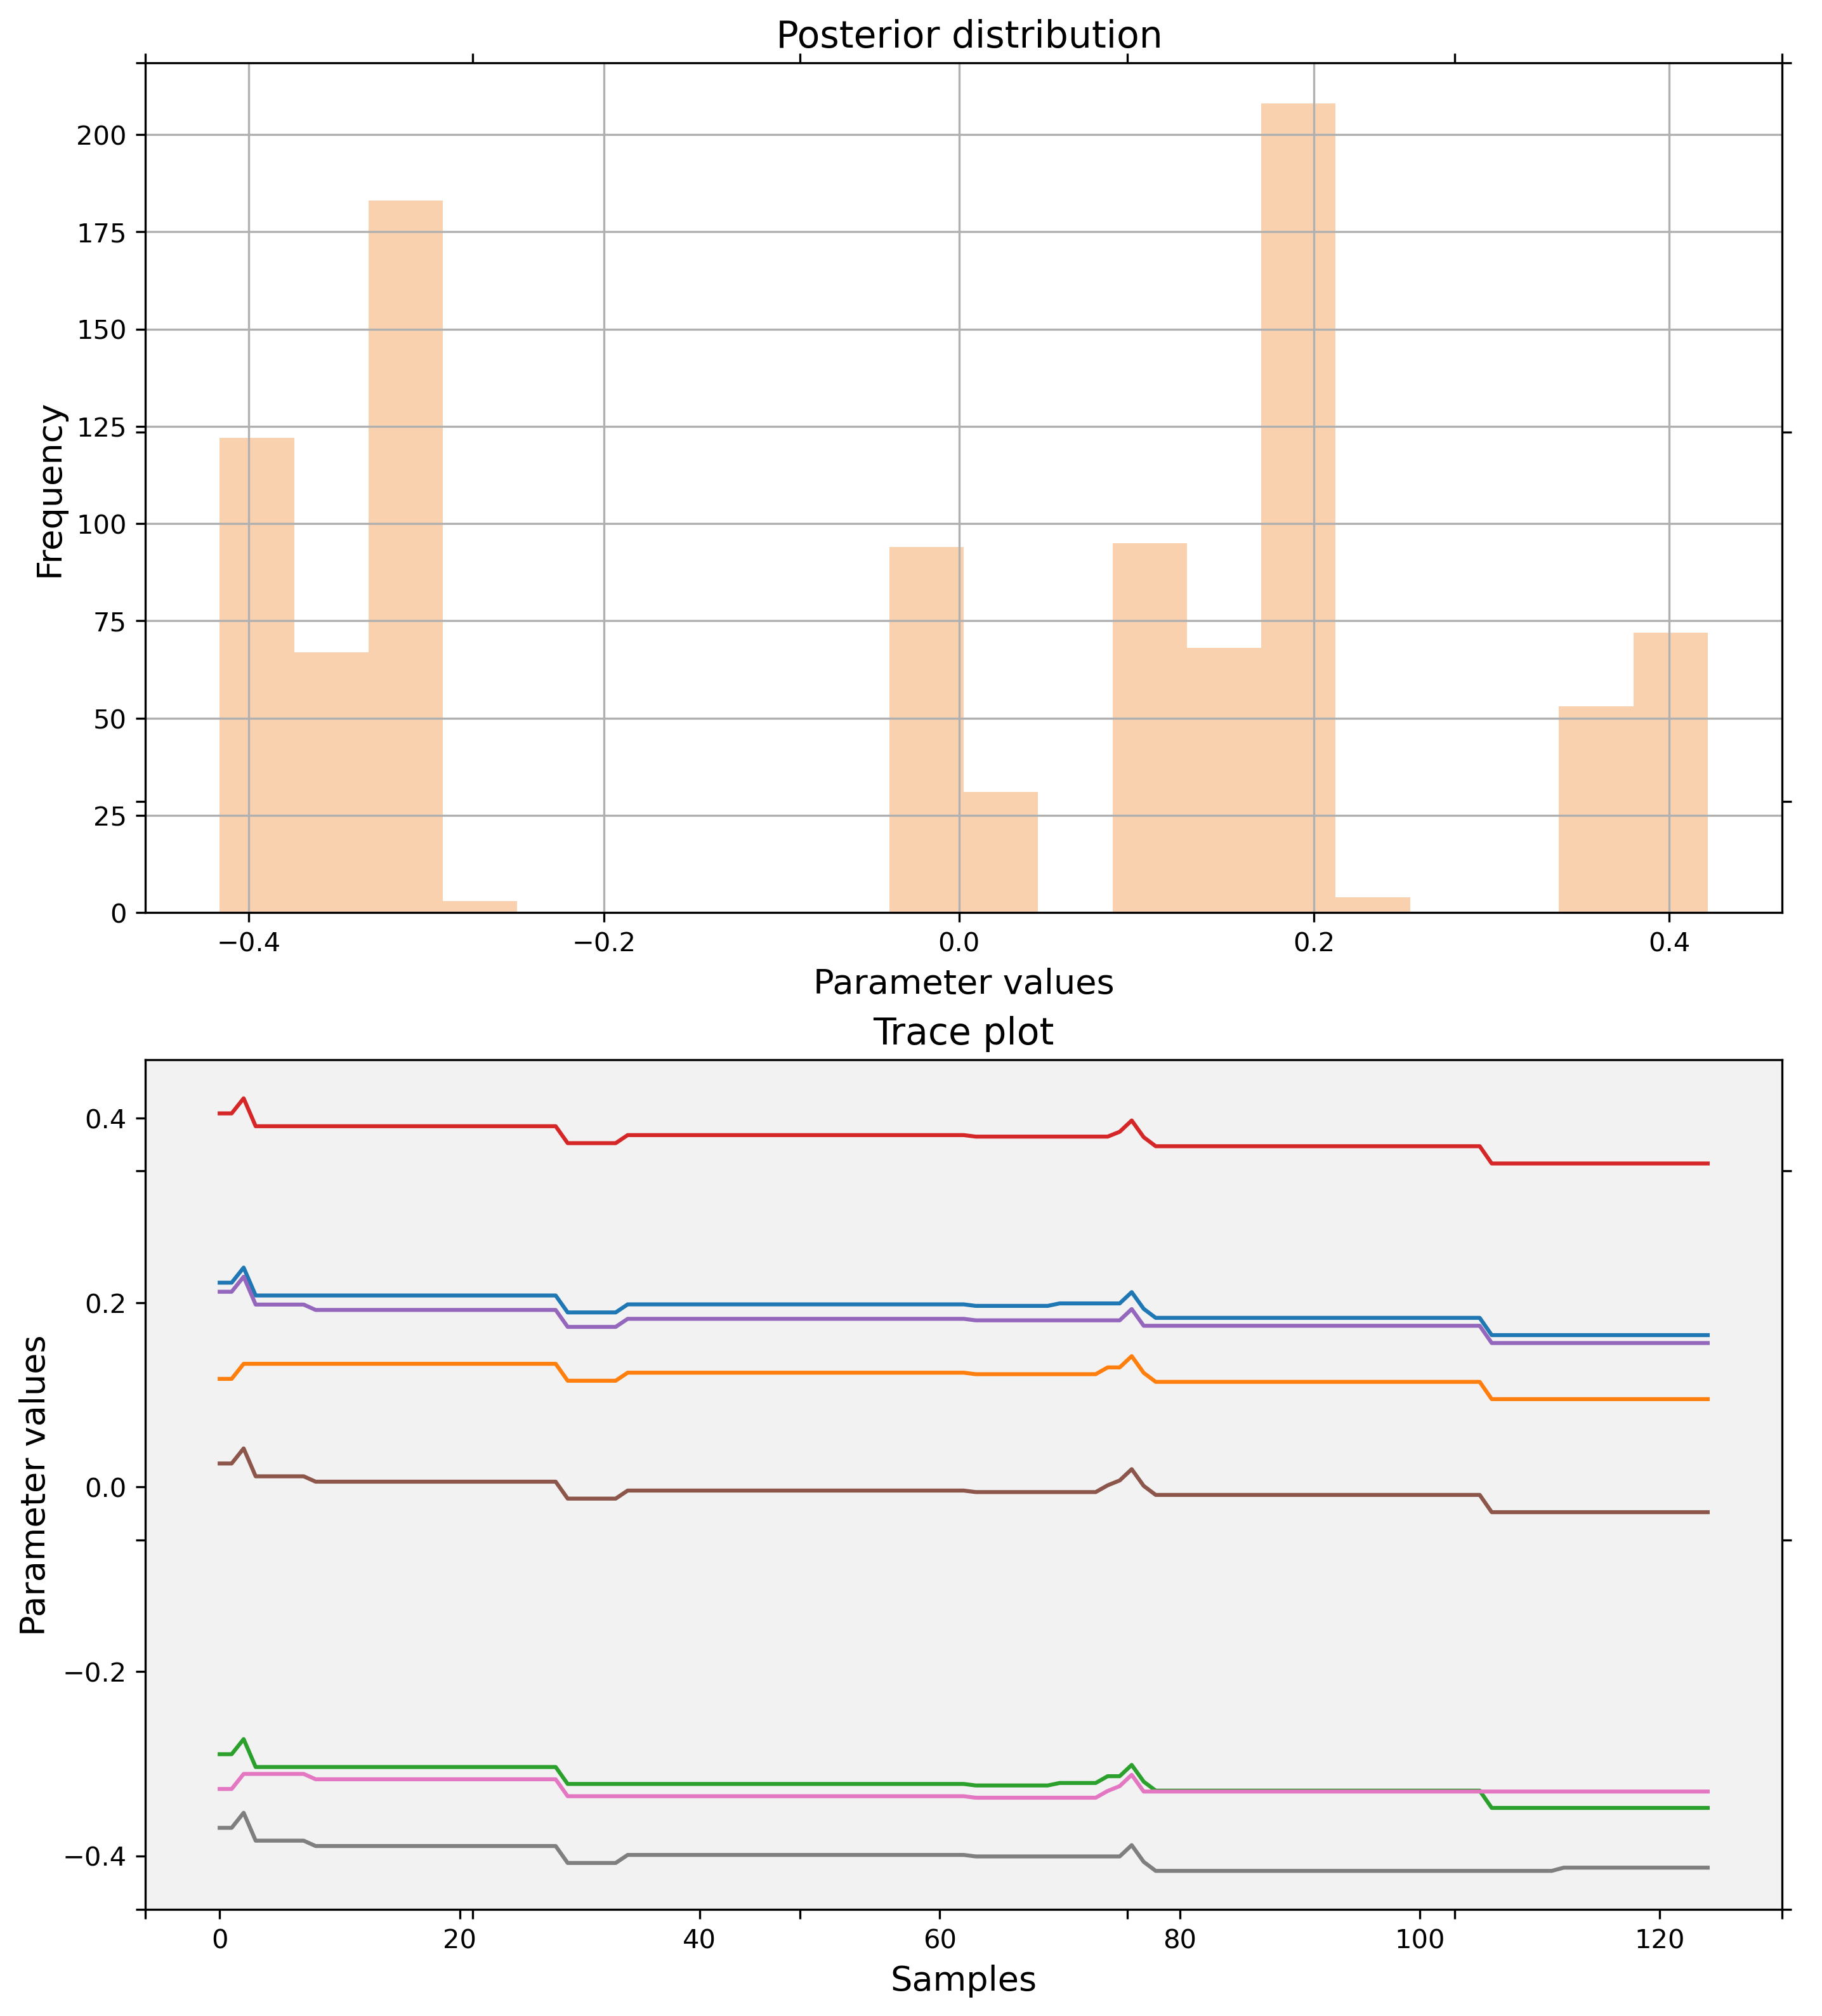 Posterior distribution
200
175
150
125
100
75
50
25
0
Frequency
−0.4 −0.2 0.0 0.2 0.4
Parameter values
Trace plot
0.4
0.2
0.0
−0.2
−0.4
Parameter values
0 20 40 60 80 100 120
Samples